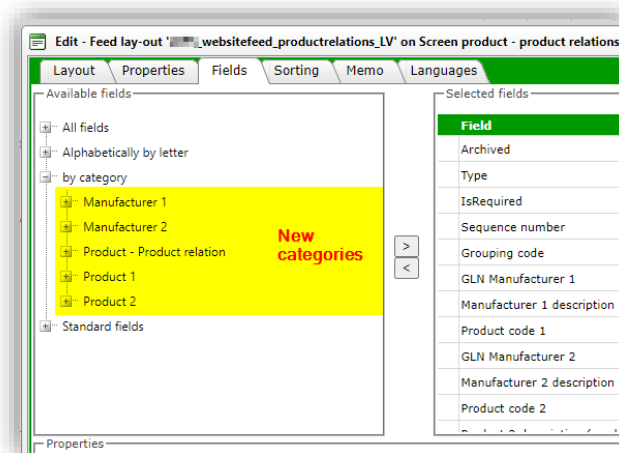 Edit - Feed lay-out ' _websitefeed_productrelations_LV' on Screen product - product relations
Layout Properties Fields Sorting Memo Languages
Available fields
All fields
Alphabetically by letter
by category
Manufacturer 1
Manufacturer 2
Product - Product relation
Product 1
Product 2
New
categories
Standard fields
>
<
Selected fields
Field
Archived
Type
IsRequired
Sequence number
Grouping code
GLN Manufacturer 1
Manufacturer 1 description
Product code 1
GLN Manufacturer 2
Manufacturer 2 description
Product code 2
Properties